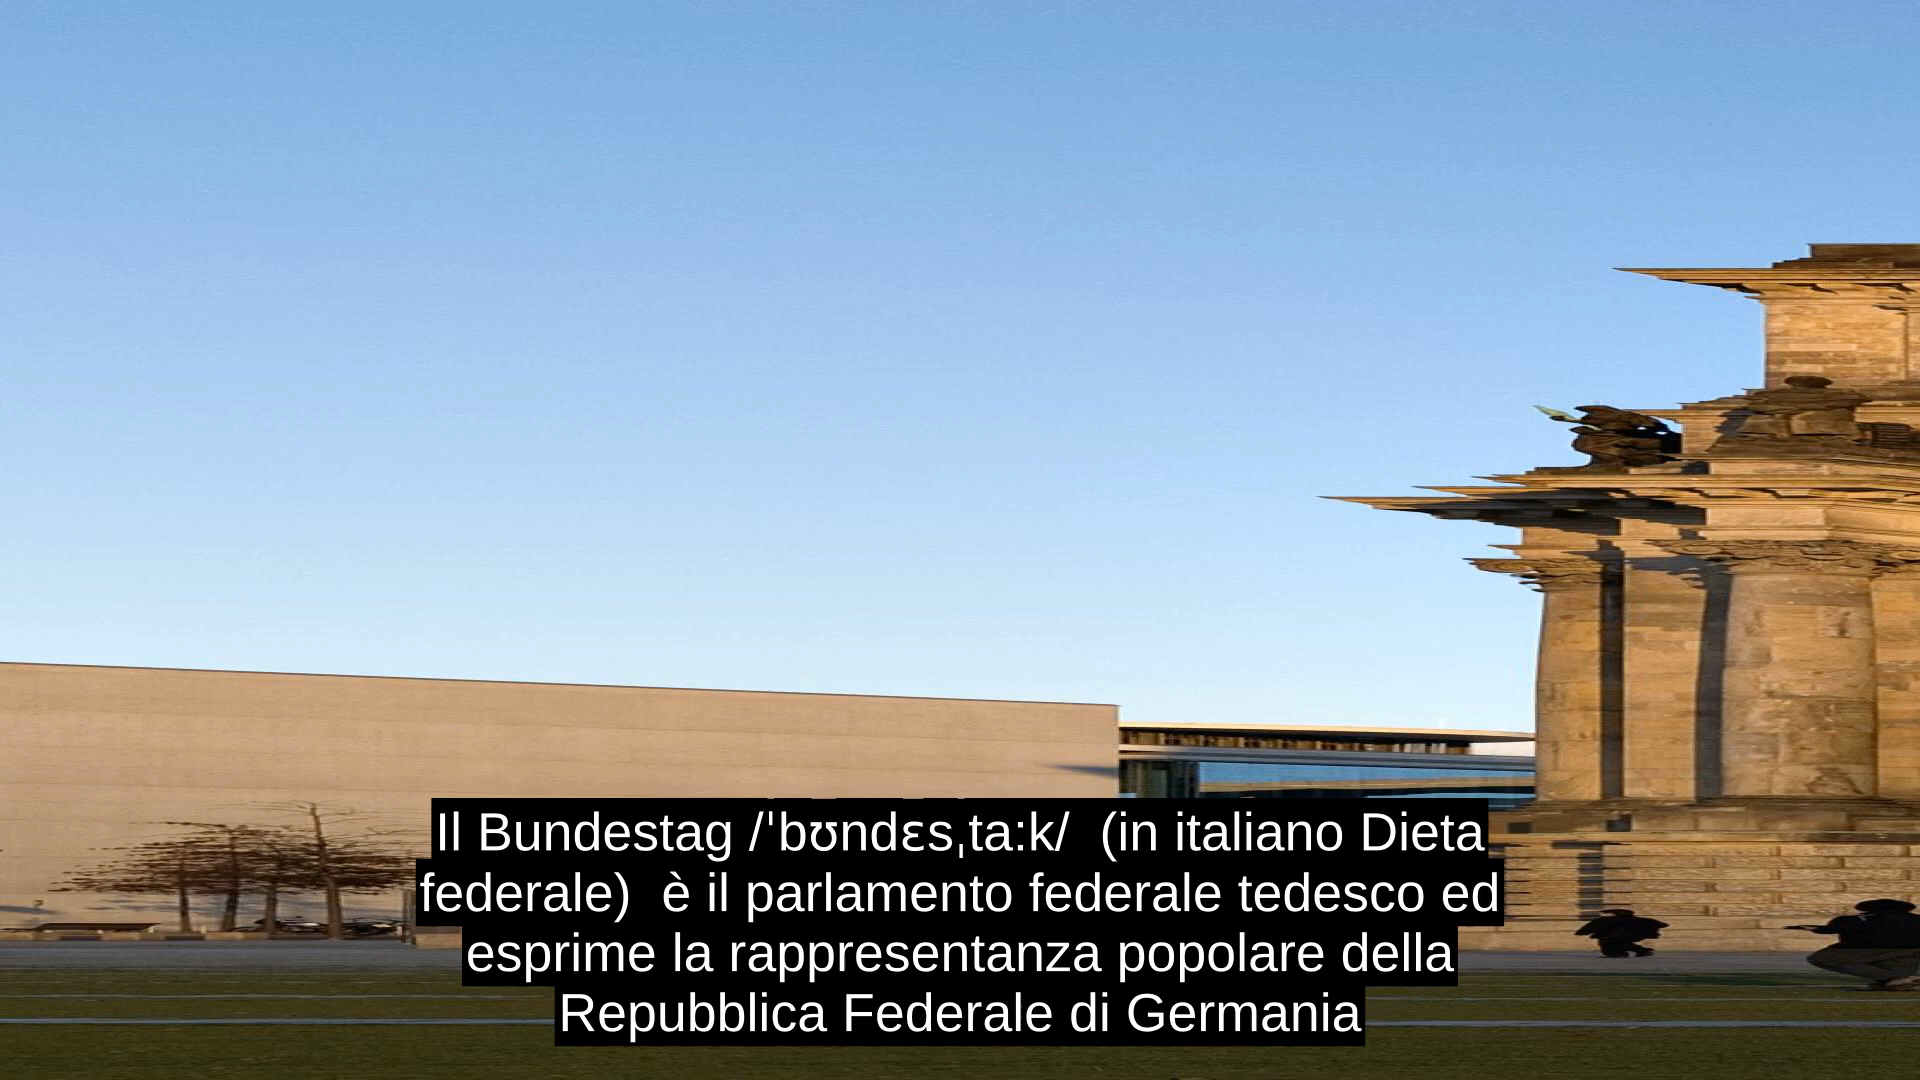 Il Bundestag /ˈbʊndɛsˌta:k/  (in italiano Dieta
federale)  è il parlamento federale tedesco ed
esprime la rappresentanza popolare della
Repubblica Federale di Germania